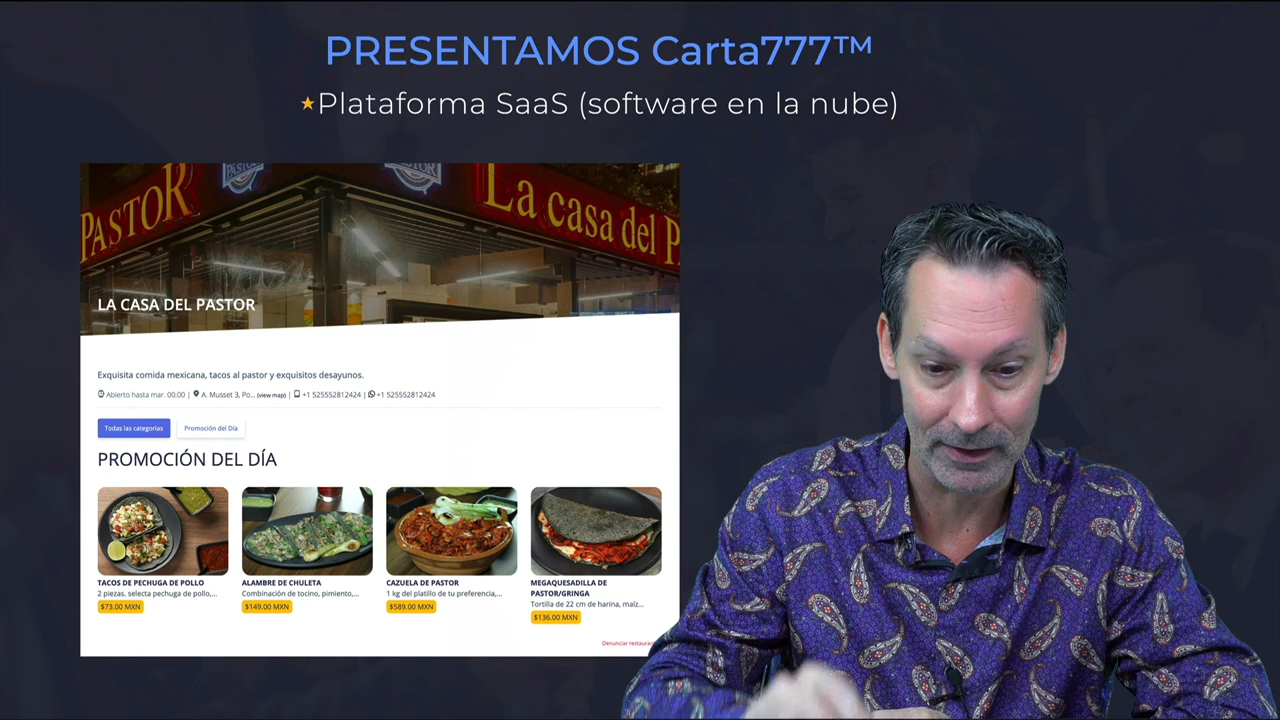 PRESENTAMOS Carta777™
Plataforma SaaS (software en la nube)
PASTOR
PASTOR
PASTOR
La casa del P
LA CASA DEL PASTOR
Exquisita comida mexicana, tacos al pastor y exquisitos desayunos.
Abierto hasta mar. 00:00 | A. Musset 3, Po... (view map) | +1 525552812424 | +1 525552812424
Todas las categorias
Promoción del Día
PROMOCIÓN DEL DÍA
TACOS DE PECHUGA DE POLLO
2 piezas. selecta pechuga de pollo,...
$73.00 MXN
ALAMBRE DE CHULETA
Combinación de tocino, pimiento,...
$149.00 MXN
CAZUELA DE PASTOR
1 kg del platillo de tu preferencia,...
$589.00 MXN
MEGAQUESADILLA DE
PASTOR/GRINGA
Tortilla de 22 cm de harina, maíz...
$136.00 MXN
Denunciar restauran